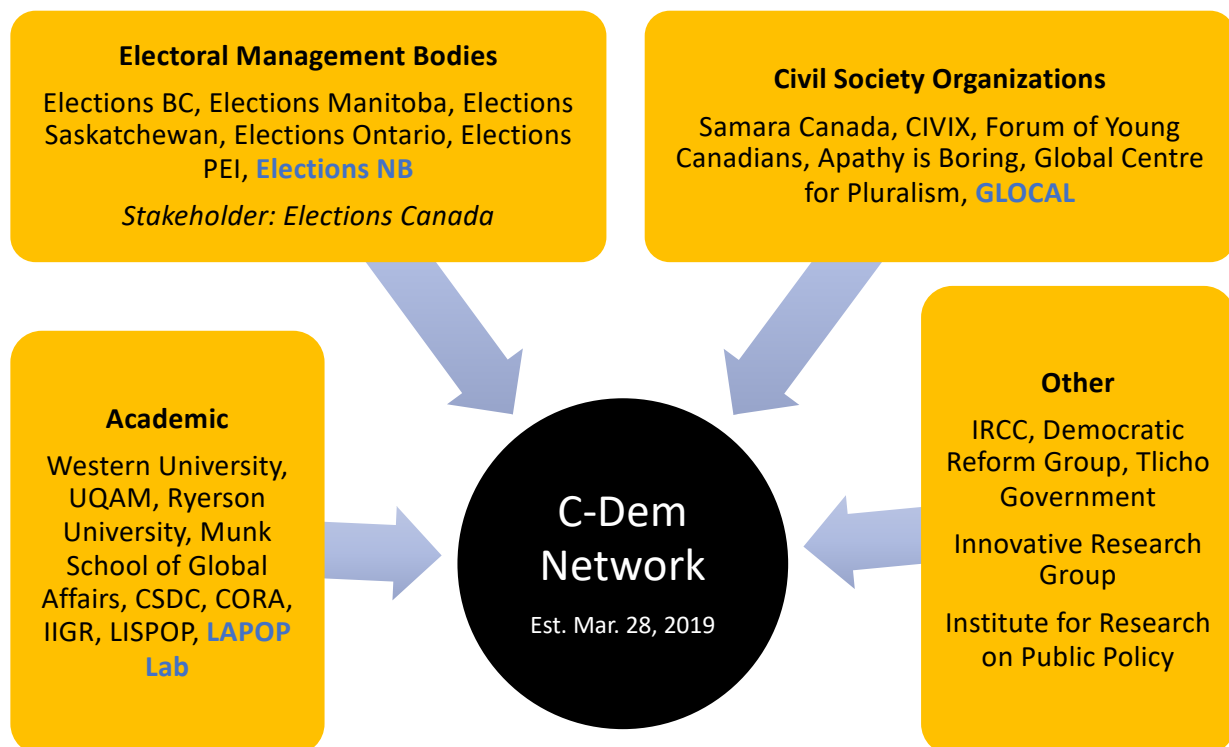 Electoral Management Bodies
Elections BC, Elections Manitoba, Elections
Saskatchewan, Elections Ontario, Elections
PEI, Elections NB
Stakeholder: Elections Canada
Civil Society Organizations
Samara Canada, CIVIX, Forum of Young
Canadians, Apathy is Boring, Global Centre
for Pluralism, GLOCAL
Academic
Western University,
UQAM, Ryerson
University, Munk
School of Global
Affairs, CSDC, CORA,
IIGR, LISPOP, LAPOP
Lab
C-Dem
Network
Est. Mar. 28, 2019
Other
IRCC, Democratic
Reform Group, Tlicho
Government
Innovative Research
Group
Institute for Research
on Public Policy